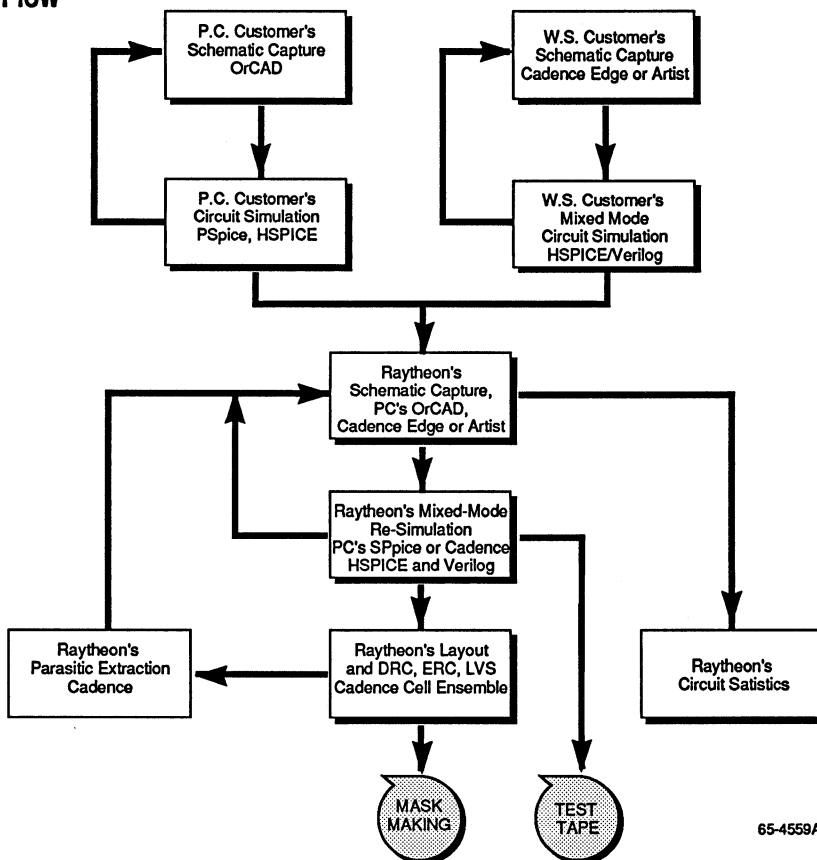 P.C. Customer's
Schematic Capture
OrCAD
W.S. Customer's
Schematic Capture
Cadence Edge or Artist
P.C. Customer's
Circuit Simulation
PSpice, HSPICE
W.S. Customer's
Mixed Mode
Circuit Simulation
HSPICE/Verilog
Raytheon's
Schematic Capture,
PC's OrCAD,
Cadence Edge or Artist
Raytheon's Mixed-Mode
Re-Simulation
PC's SPpice or Cadence
HSPICE and Verilog
Raytheon's
Parasitic Extraction
Cadence
Raytheon's Layout
and DRC, ERC, LVS
Cadence Cell Ensemble
Raytheon's
Circuit Satistics
MASK
MAKING
TEST
TAPE
65-4559A